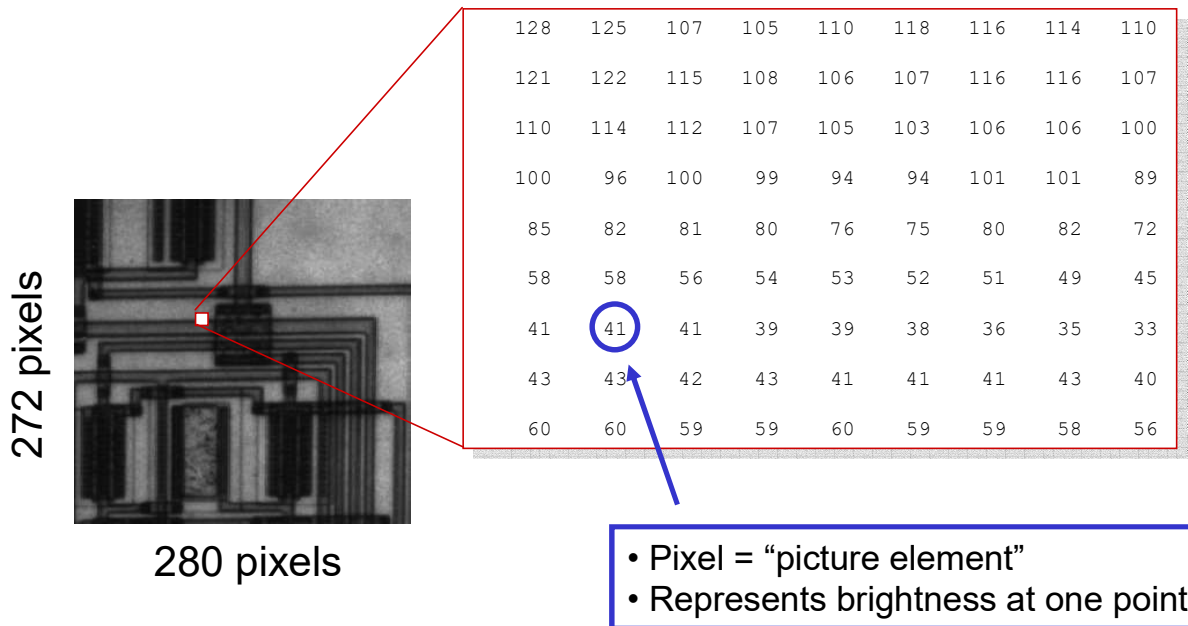 128 125 107 105 110 118 116 114 110
121 122 115 108 106 107 116 116 107
110 114 112 107 105 103 106 106 100
100 96 100 99 94 94 101 101 89
85 82 81 80 76 75 80 82 72
58 58 56 54 53 52 51 49 45
41 41 41 39 39 38 36 35 33
43 43 42 43 41 41 41 43 40
60 60 59 59 60 59 59 58 56
272 pixels
280 pixels
• Pixel = “picture element”
• Represents brightness at one point